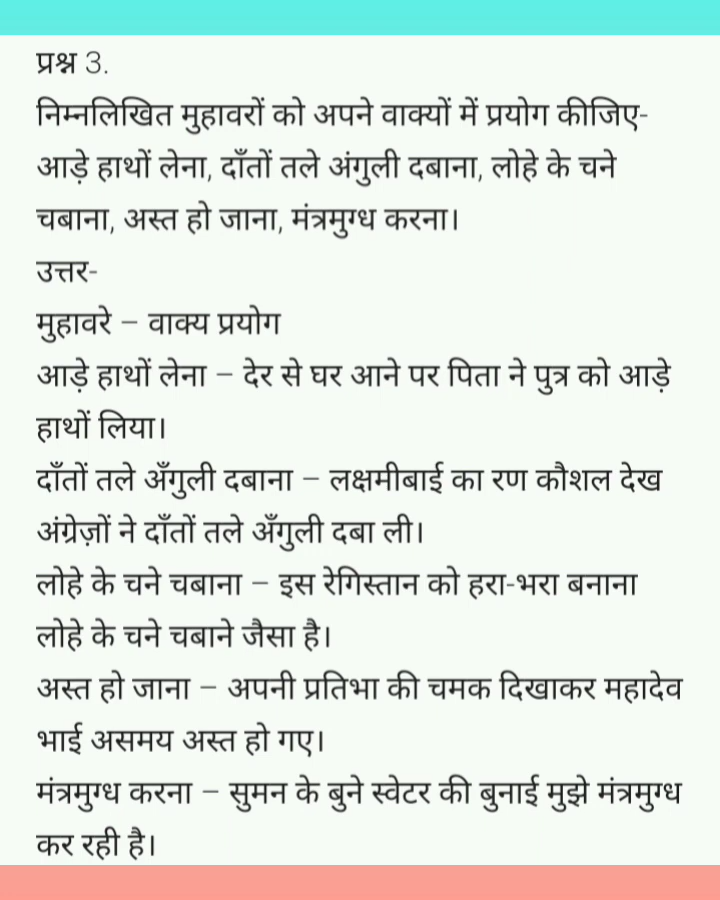 प्रश्न 3.
निम्नलिखित मुहावरों को अपने वाक्यों में प्रयोग कीजिए-
आड़े हाथों लेना, दाँतों तले अंगुली दबाना, लोहे के चने
चबाना, अस्त हो जाना, मंत्रमुग्ध करना।
उत्तर-
मुहावरे – वाक्य प्रयोग
आड़े हाथों लेना – देर से घर आने पर पिता ने पुत्र को आड़े
हाथों लिया।
दाँतों तले अँगुली दबाना – लक्षमीबाई का रण कौशल देख
अंग्रेज़ों ने दाँतों तले अँगुली दबा ली।
लोहे के चने चबाना – इस रेगिस्तान को हरा-भरा बनाना
लोहे के चने चबाने जैसा है।
अस्त हो जाना – अपनी प्रतिभा की चमक दिखाकर महादेव
भाई असमय अस्त हो गए।
मंत्रमुग्ध करना – सुमन के बुने स्वेटर की बुनाई मुझे मंत्रमुग्ध
कर रही है।